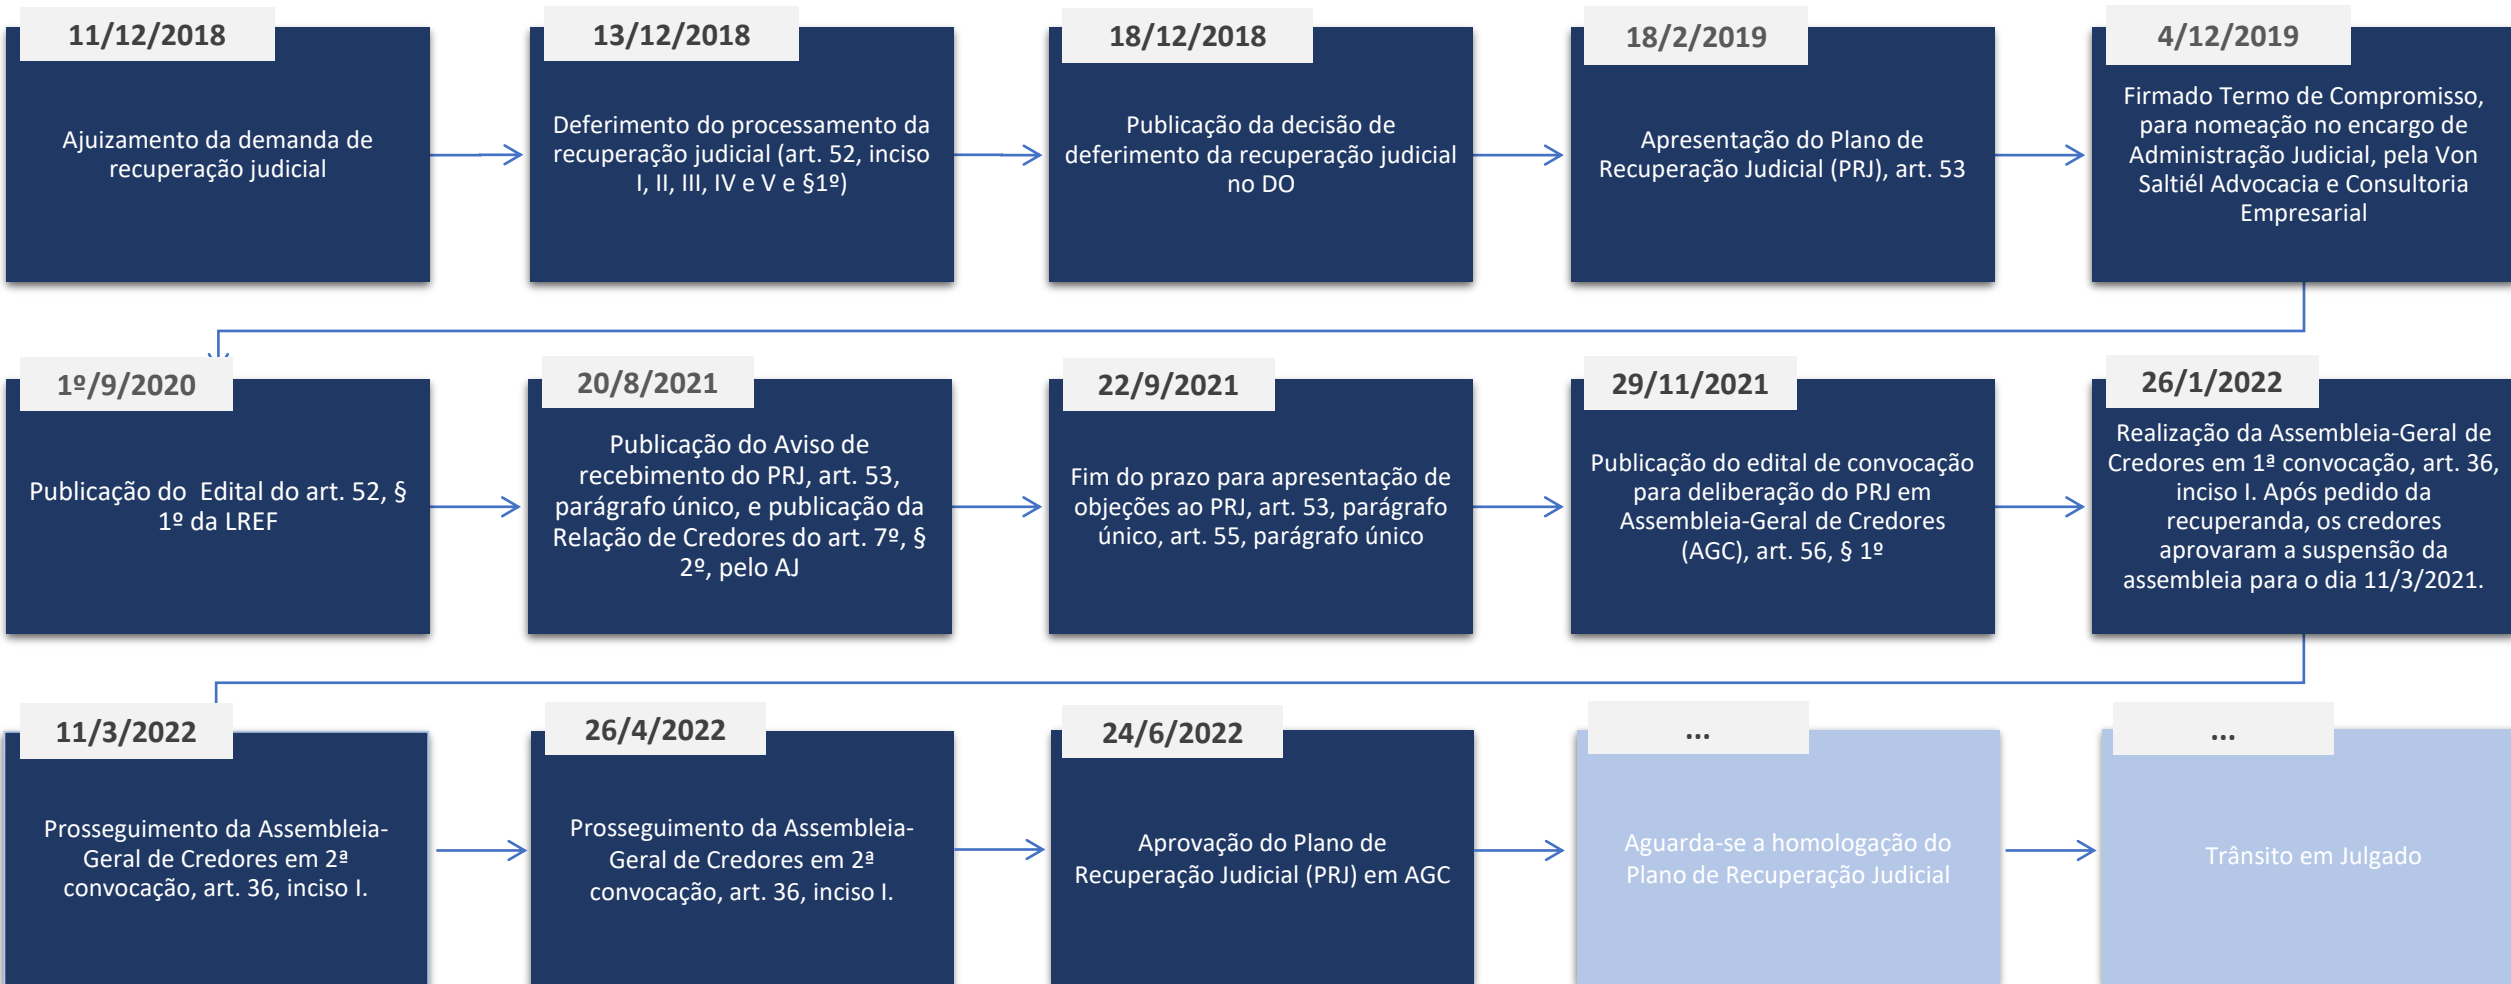 11/12/2018
Ajuizamento da demanda de
recuperação judicial
13/12/2018
Deferimento do processamento da
recuperação judicial (art. 52, inciso
I, II, III, IV e V e §1º)
18/12/2018
Publicação da decisão de
deferimento da recuperação judicial
no DO
18/2/2019
Apresentação do Plano de
Recuperação Judicial (PRJ), art. 53
4/12/2019
Firmado Termo de Compromisso,
para nomeação no encargo de
Administração Judicial, pela Von
Saltiél Advocacia e Consultoria
Empresarial
1º/9/2020
Publicação do Edital do art. 52, §
1º da LREF
20/8/2021
Publicação do Aviso de
recebimento do PRJ, art. 53,
parágrafo único, e publicação da
Relação de Credores do art. 7º, §
2º, pelo AJ
22/9/2021
Fim do prazo para apresentação de
objeções ao PRJ, art. 53, parágrafo
único, art. 55, parágrafo único
29/11/2021
Publicação do edital de convocação
para deliberação do PRJ em
Assembleia-Geral de Credores
(AGC), art. 56, § 1º
26/1/2022
Realização da Assembleia-Geral de
Credores em 1ª convocação, art. 36,
inciso I. Após pedido da
recuperanda, os credores
aprovaram a suspensão da
assembleia para o dia 11/3/2021.
11/3/2022
Prosseguimento da Assembleia-
Geral de Credores em 2ª
convocação, art. 36, inciso I.
26/4/2022
Prosseguimento da Assembleia-
Geral de Credores em 2ª
convocação, art. 36, inciso I.
24/6/2022
Aprovação do Plano de
Recuperação Judicial (PRJ) em AGC
...
Aguarda-se a homologação do
Plano de Recuperação Judicial
...
Trânsito em Julgado